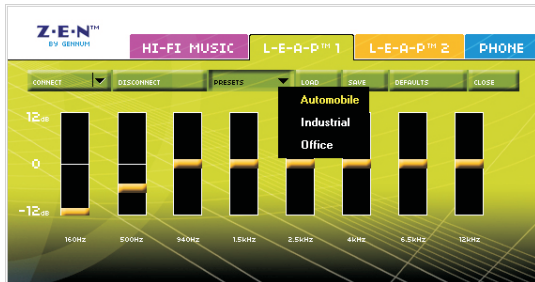 Z·E·N™
BY GENNUM
HI-FI MUSIC L-E-A-P™ 1 L-E-A-P™ 2 PHONE
CONNECT DISCONNECT PRESETS LOAD SAVE DEFAULTS CLOSE
Automobile
Industrial
Office
12dB
0
-12dB
160Hz 500Hz 940Hz 1.5kHz 2.5kHz 4kHz 6.5kHz 12kHz